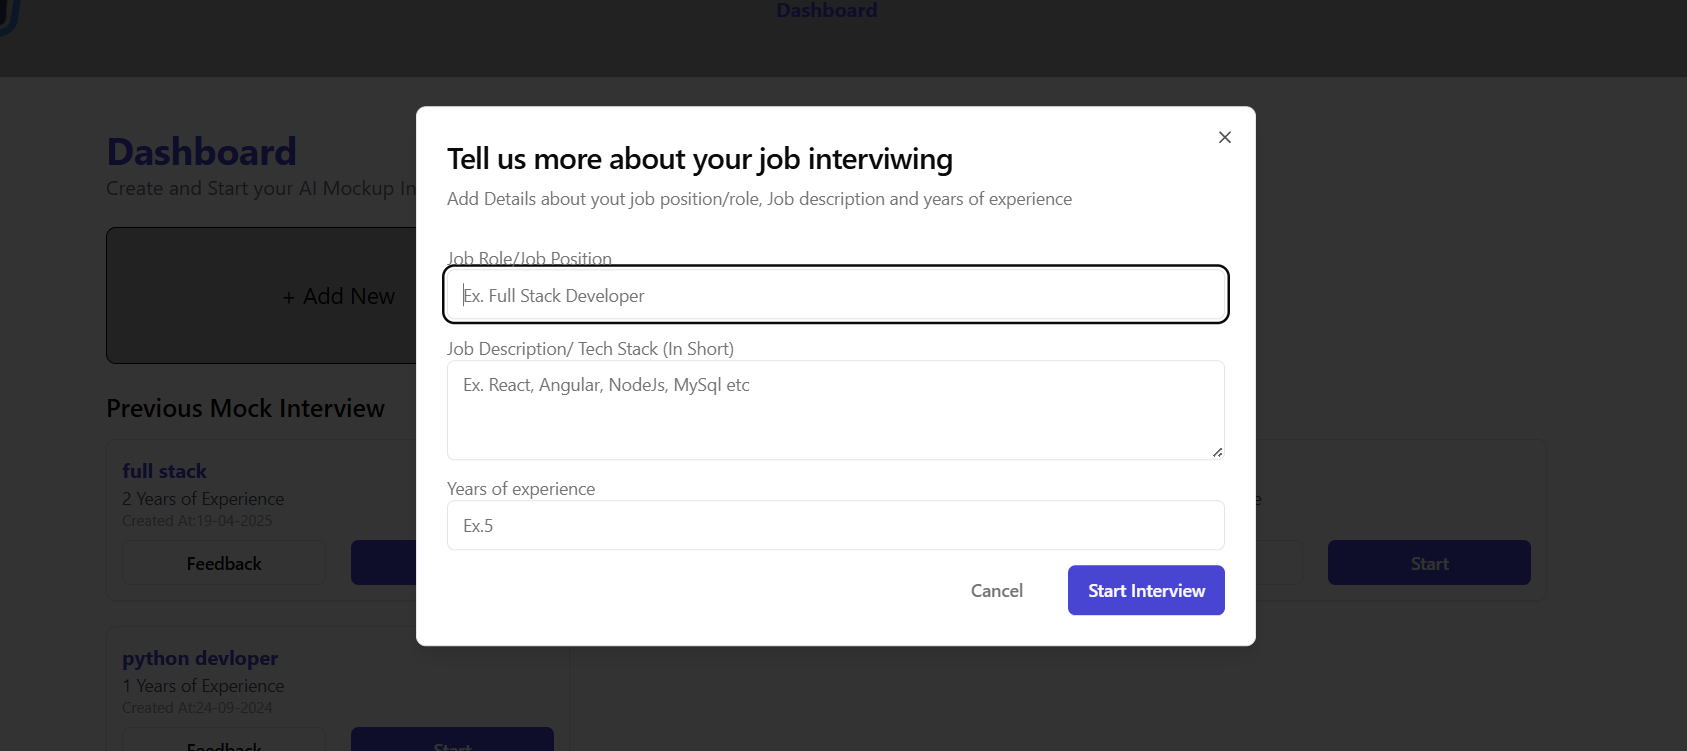 Dashboard
Dashboard
Create and Start your AI Mockup In
+ Add New
Previous Mock Interview
full stack
2 Years of Experience
Created At:19-04-2025
Feedback
Start
python devloper
1 Years of Experience
Created At:24-09-2024
Feedback
Start
Tell us more about your job interviwing
Add Details about yout job position/role, Job description and years of experience
Job Role/Job Position
Ex. Full Stack Developer
Job Description/ Tech Stack (In Short)
Ex. React, Angular, NodeJs, MySql etc
Years of experience
Ex.5
Cancel
Start Interview